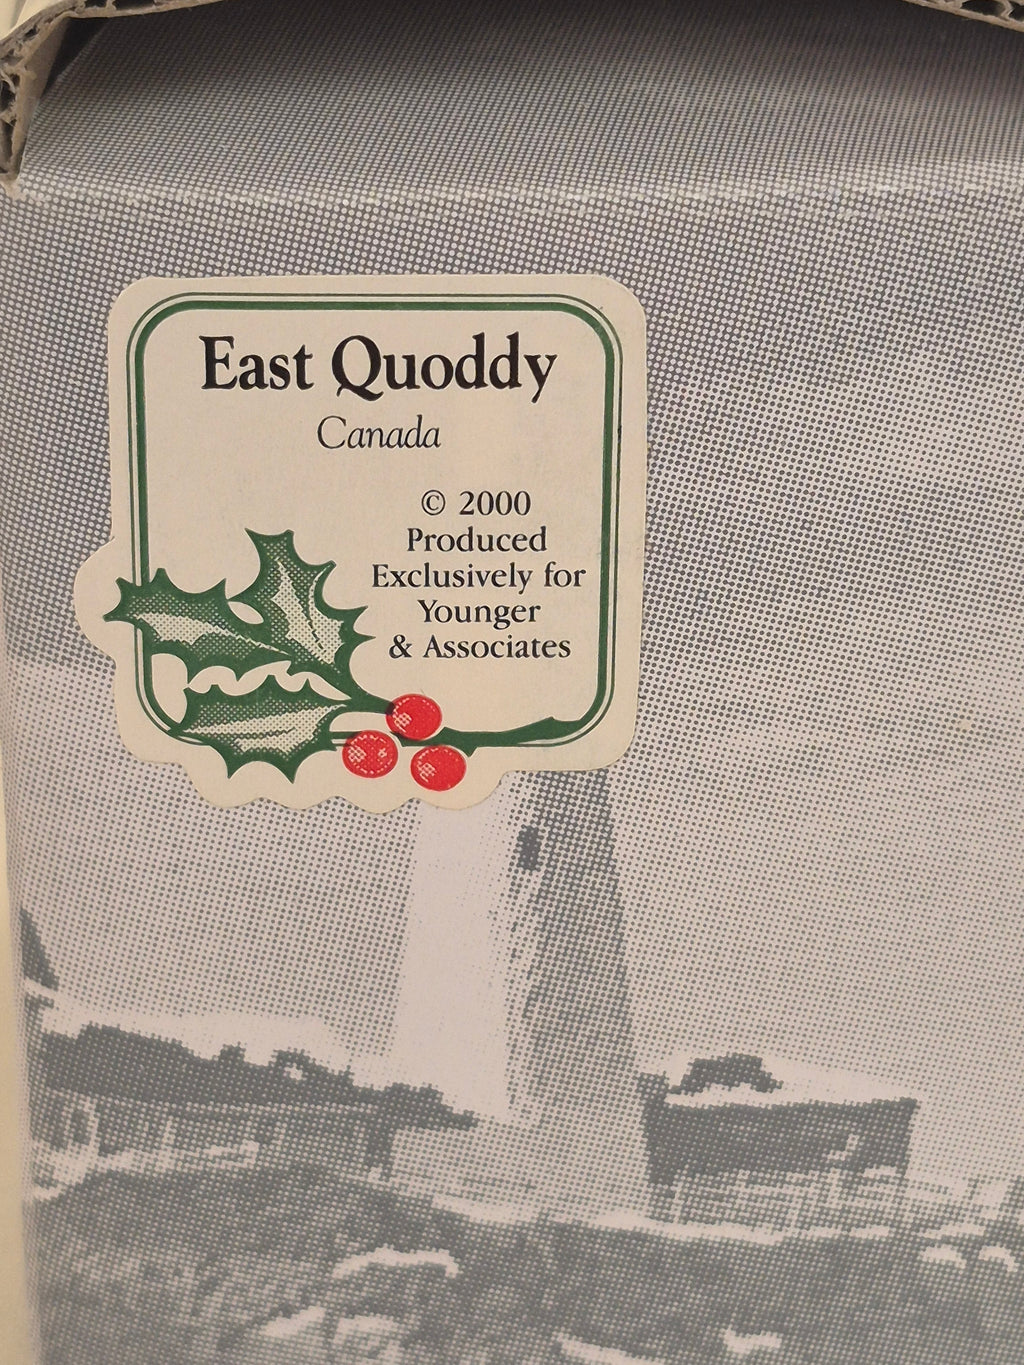 East Quoddy
Canada
© 2000
Produced
Exclusively for
Younger
& Associates